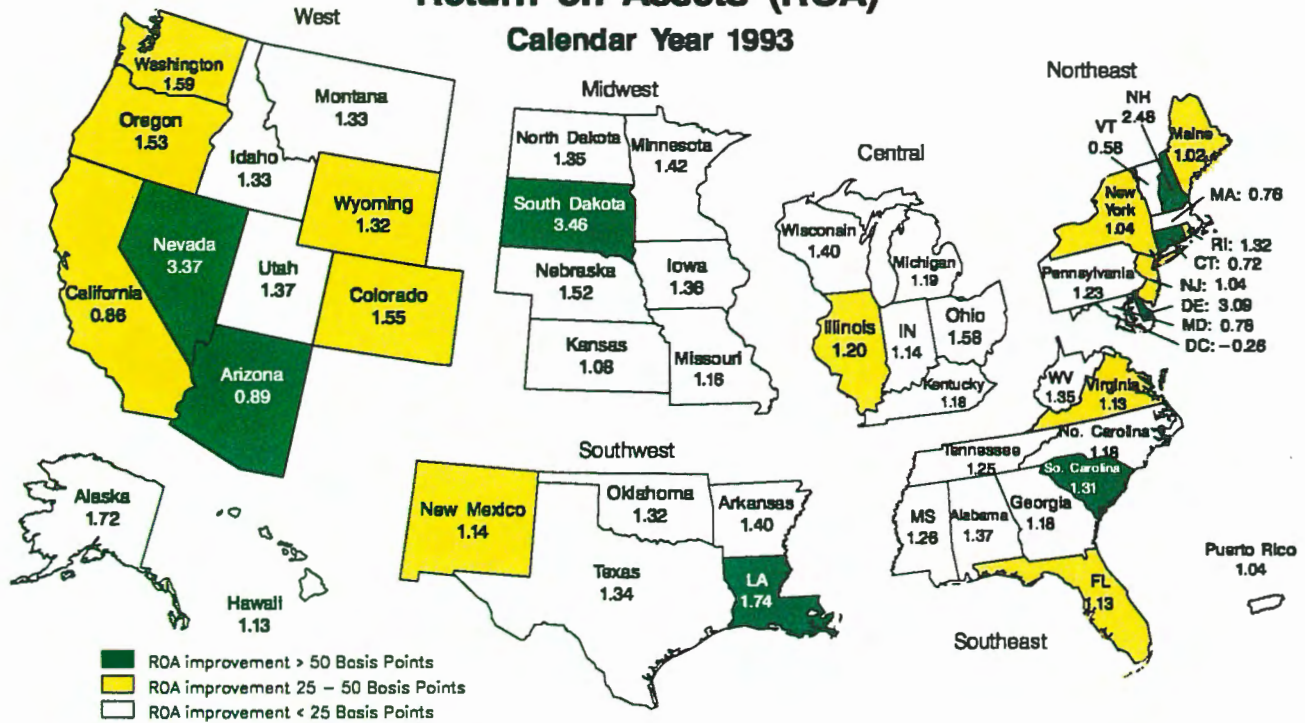 Return on Assets (ROA)
Calendar Year 1993
West
Washington
1.59
Oregon
1.53
California
0.86
Nevada
3.37
Idaho
1.33
Montana
1.33
Wyoming
1.32
Utah
1.37
Colorado
1.55
Arizona
0.89
Alaska
1.72
Hawaii
1.13
Midwest
North Dakota
1.35
Minnesota
1.42
South Dakota
3.46
Nebraska
1.52
Iowa
1.36
Kansas
1.08
Missouri
1.16
Central
Wisconsin
1.40
Michigan
1.19
Illinois
1.20
IN
1.14
Ohio
1.58
Kentucky
1.18
Northeast
NH
2.48
VT
0.58
Maine
1.02
New
York
1.04
MA: 0.76
RI: 1.32
CT: 0.72
Pennsylvania
1.23
NJ: 1.04
DE: 3.09
MD: 0.78
DC: -0.26
Southwest
New Mexico
1.14
Oklahoma
1.32
Arkansas
1.40
Texas
1.34
LA
1.74
WV
1.35
Virginia
1.13
No. Carolina
1.18
Tennessee
1.25
So. Carolina
1.31
MS
1.26
Alabama
1.37
Georgia
1.18
FL
1.13
Southeast
Puerto Rico
1.04
ROA improvement > 50 Basis Points
ROA improvement 25 – 50 Basis Points
ROA improvement < 25 Basis Points